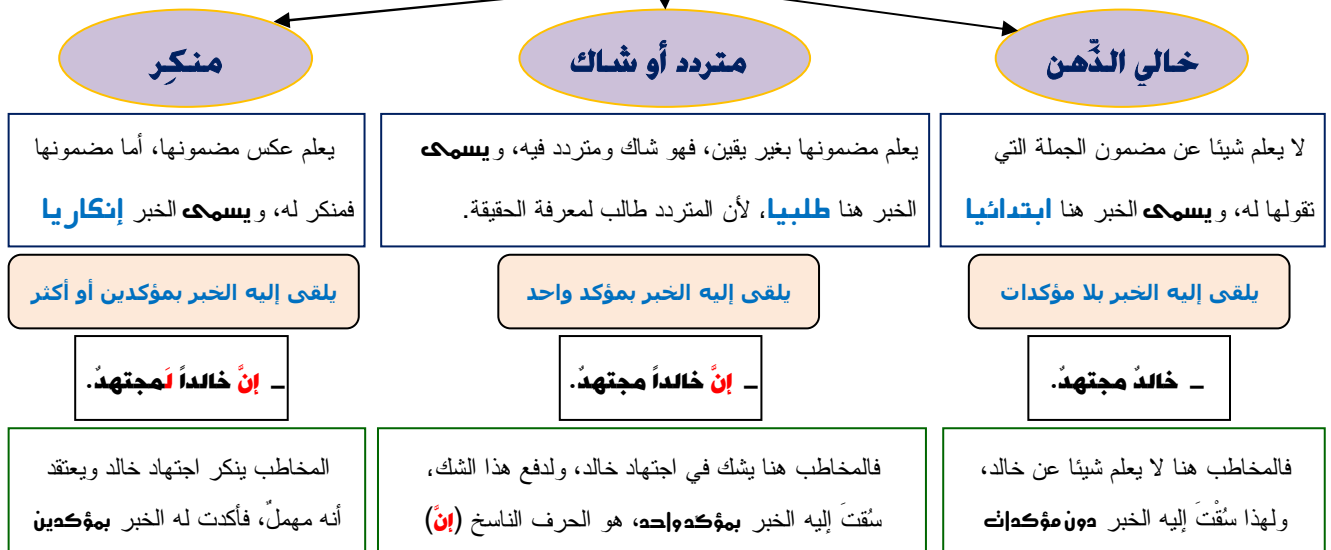 خالي الذّهن
متردد أو شاك
منكِر
لا يعلم شيئا عن مضمون الجملة التي
تقولها له، ويسمى الخبر هنا ابتدائيا
يعلم مضمونها بغير يقين، فهو شاك ومتردد فيه، ويسمى
الخبر هنا طلبيا، لأن المتردد طالب لمعرفة الحقيقة.
يعلم عكس مضمونها، أما مضمونها
فمنكر له، ويسمى الخبر إنكاريا
يلقى إليه الخبر بلا مؤكدات
يلقى إليه الخبر بمؤكد واحد
يلقى إليه الخبر بمؤكدين أو أكثر
_ خالدٌ مجتهدٌ.
_ إنَّ خالداً مجتهدٌ.
_ إنَّ خالداً لَمجتهدٌ.
فالمخاطب هنا لا يعلم شيئا عن خالد،
ولهذا سُقْتَ إليه الخبر دون مؤكدات
فالمخاطب هنا يشك في اجتهاد خالد، ولدفع هذا الشك،
سُقتَ إليه الخبر بمؤكد واحد، هو الحرف الناسخ (إنَّ)
المخاطب ينكر اجتهاد خالد ويعتقد
أنه مهملٌ، فأكدت له الخبر بمؤكدين